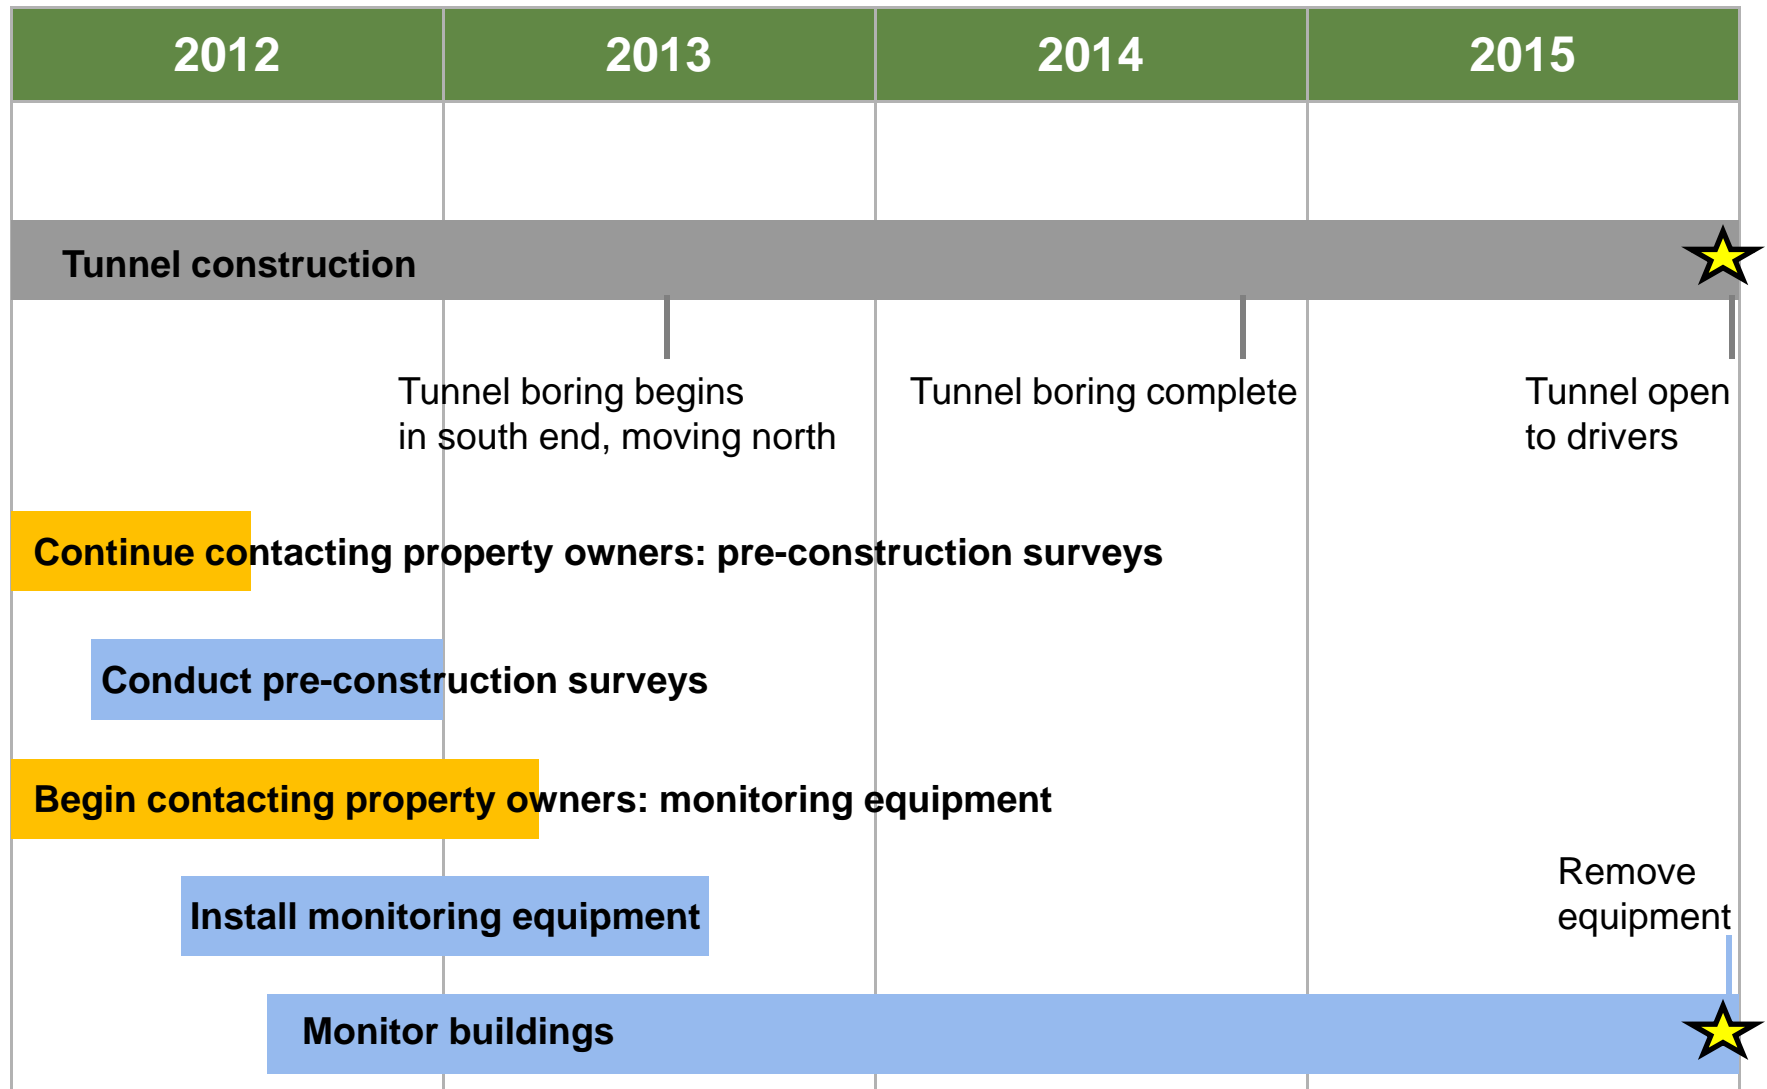 2012 2013 2014 2015
Tunnel construction
Tunnel boring begins
in south end, moving north
Tunnel boring complete
Tunnel open
to drivers
Continue contacting property owners: pre-construction surveys
Conduct pre-construction surveys
Begin contacting property owners: monitoring equipment
Install monitoring equipment
Remove
equipment
Monitor buildings